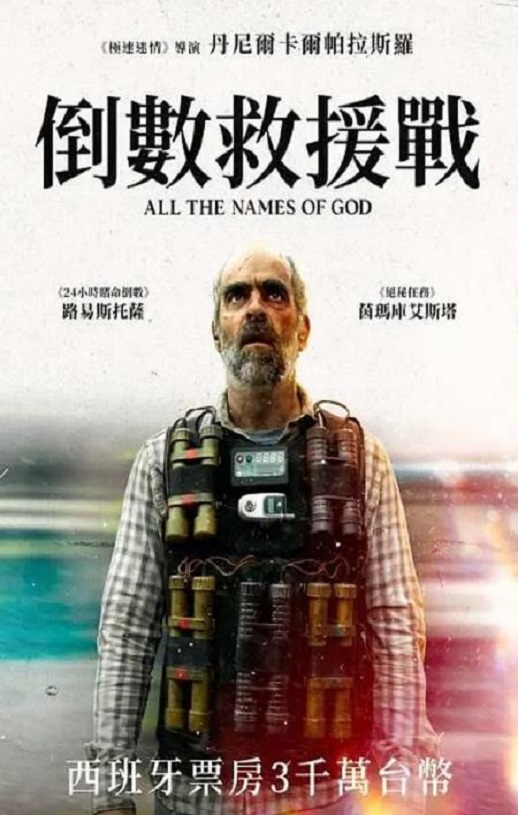 《極速迷情》導演 丹尼爾卡爾帕拉斯羅
倒數救援戰
ALL THE NAMES OF GOD
《24小時賭命倒數》
路易斯托薩
《絕秘任務》
茵瑪庫艾斯塔
西班牙票房3千萬台幣